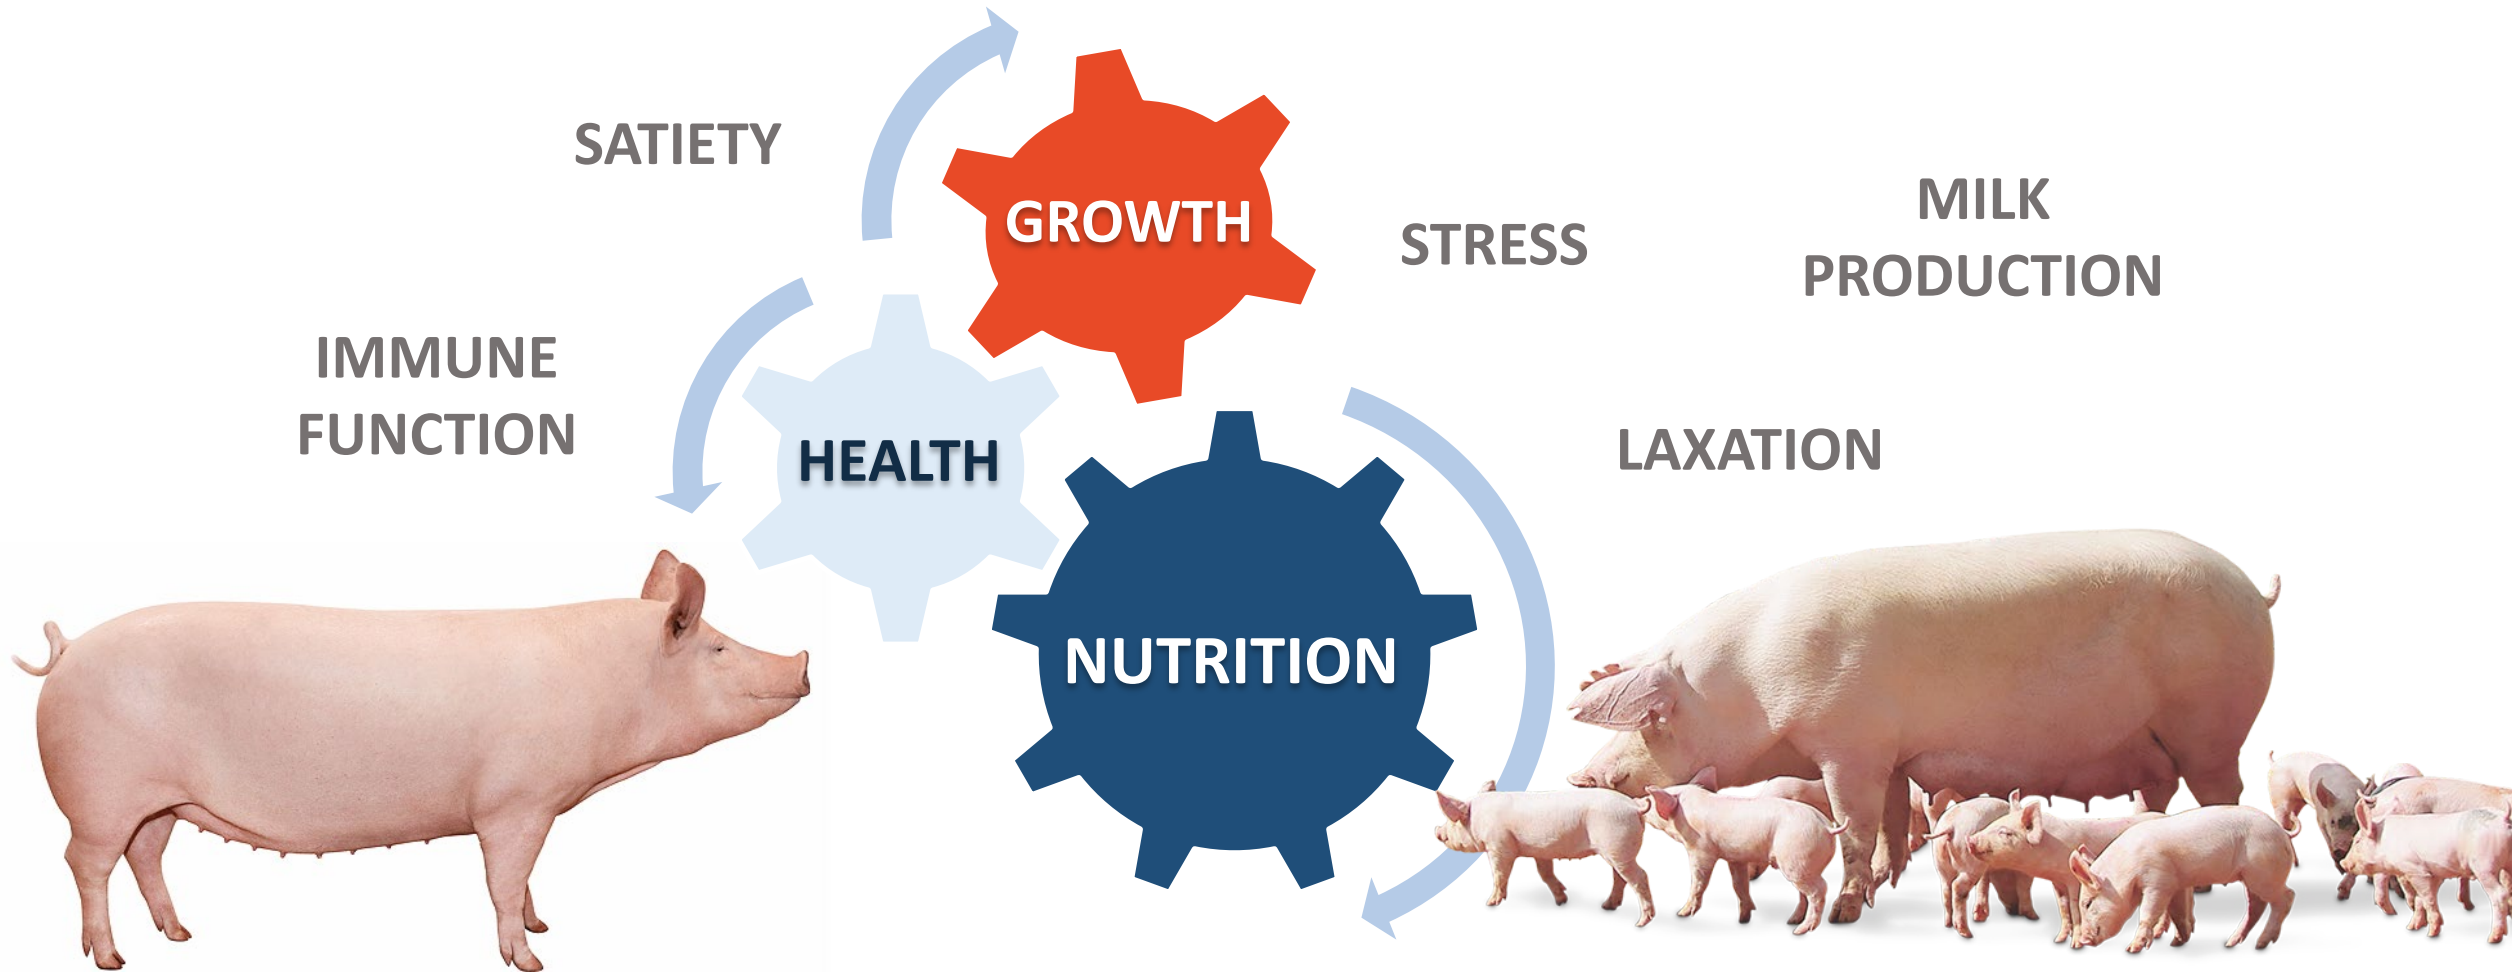 SATIETY
GROWTH
STRESS
MILK
PRODUCTION
IMMUNE
FUNCTION
HEALTH
LAXATION
NUTRITION